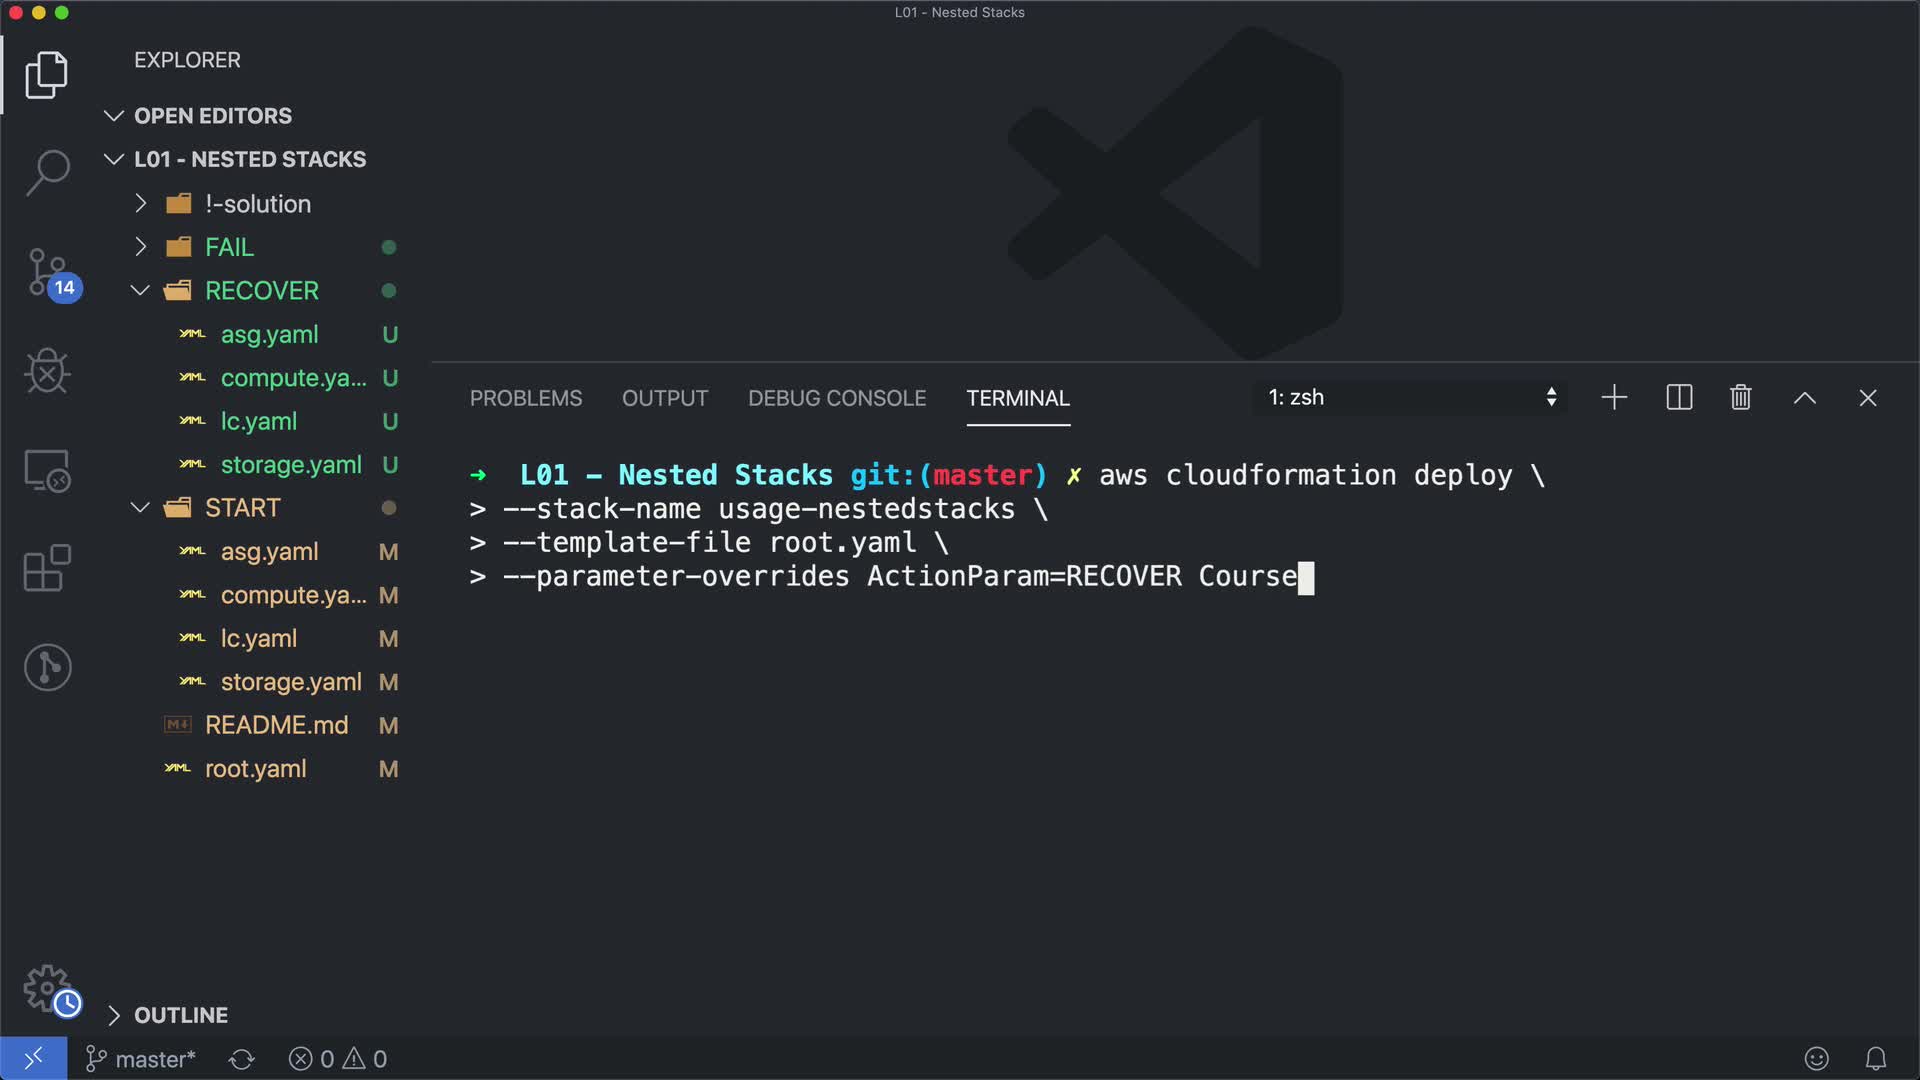 L01 - Nested Stacks
EXPLORER
OPEN EDITORS
L01 - NESTED STACKS
!-solution
FAIL
RECOVER
asg.yaml U
compute.ya... U
lc.yaml U
storage.yaml U
START
asg.yaml M
compute.ya... M
lc.yaml M
storage.yaml M
README.md M
root.yaml M
OUTLINE
14
PROBLEMS OUTPUT DEBUG CONSOLE TERMINAL 1: zsh
➜ L01 - Nested Stacks git:(master) ✗ aws cloudformation deploy \
> --stack-name usage-nestedstacks \
> --template-file root.yaml \
> --parameter-overrides ActionParam=RECOVER Course
master* 0 0